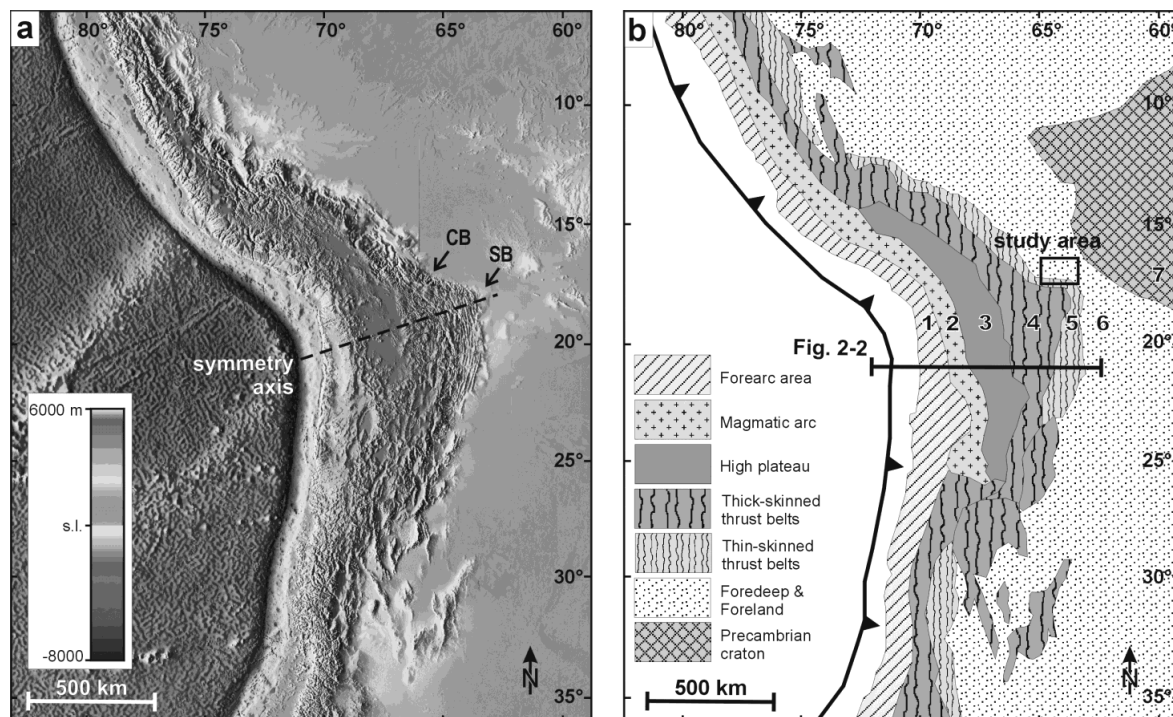 a
80°
75°
70°
65°
60°
10°
15°
CB
SB
20°
symmetry
axis
6000 m
s.l.
-8000
25°
30°
35°
500 km
N
b
80°
75°
70°
65°
60°
10°
15°
study area
7
1 2 3 4 5 6
20°
Fig. 2-2
Forearc area
Magmatic arc
High plateau
25°
Thick-skinned
thrust belts
Thin-skinned
thrust belts
30°
Foredeep &
Foreland
Precambrian
craton
500 km
N
35°